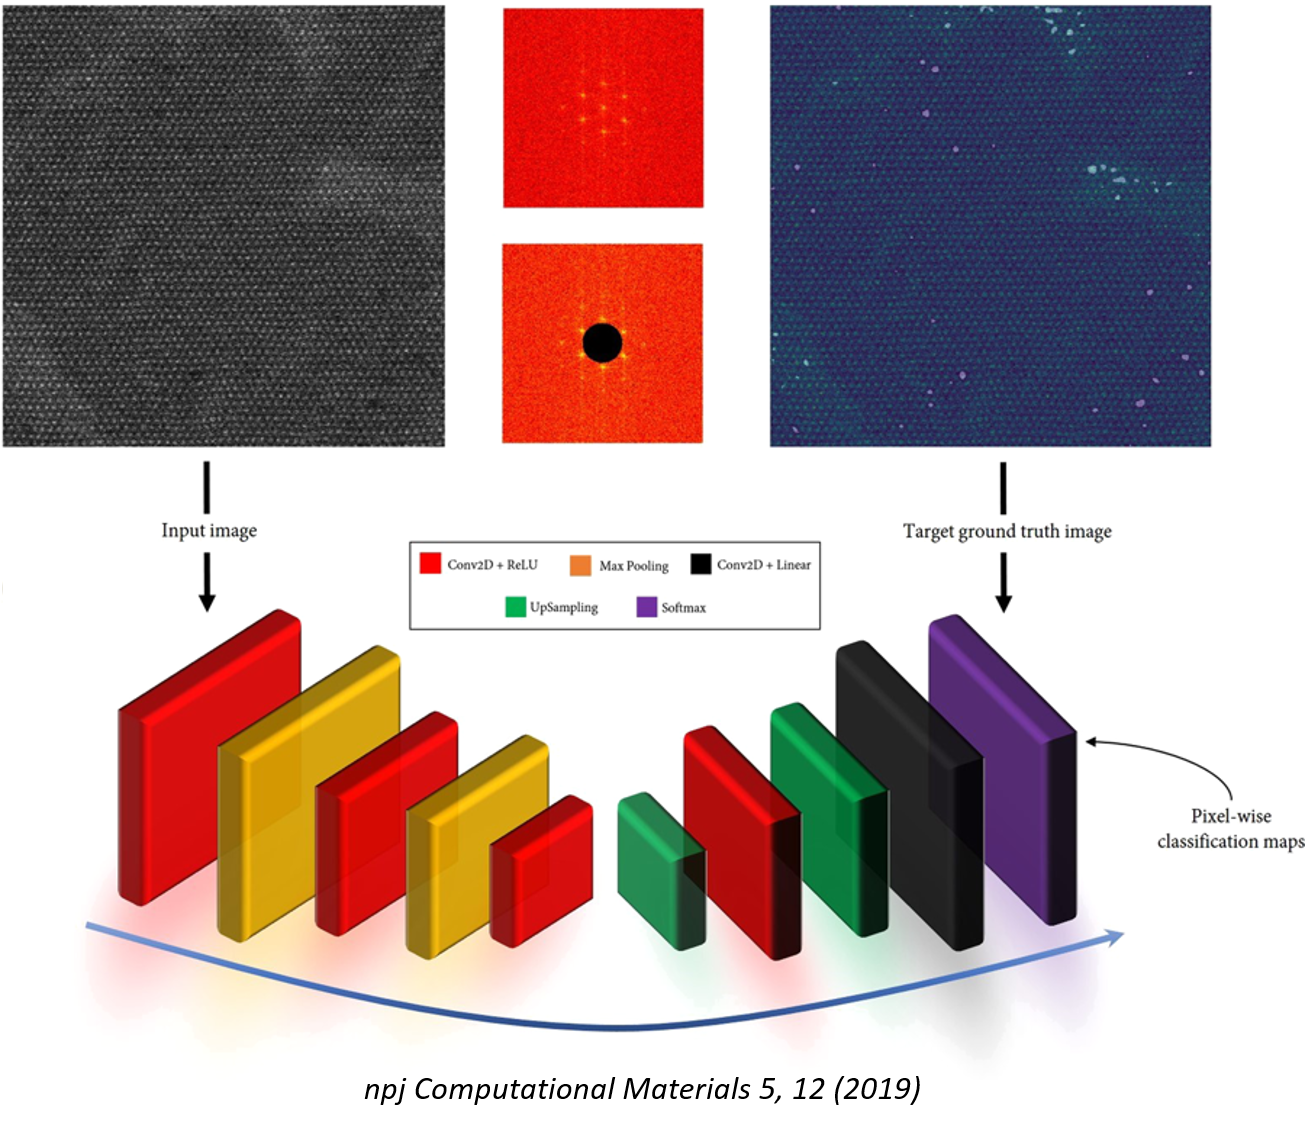 Input image
Target ground truth image
Conv2D + ReLU
Max Pooling
Conv2D + Linear
UpSampling
Softmax
Pixel-wise
classification maps
npj Computational Materials 5, 12 (2019)